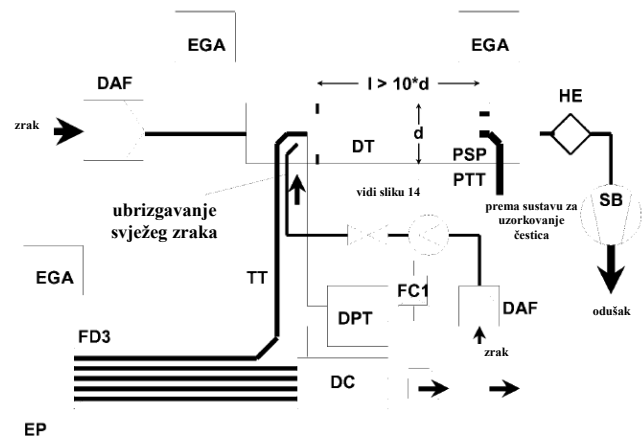 EGA
EGA
DAF
l > 10*d
HE
zrak
d
DT
PSP
PTT
SB
vidi sliku 14
prema sustavu za
uzorkovanje
čestica
ubrizgavanje
svježeg zraka
EGA
TT
FC1
DAF
DPT
odušak
FD3
zrak
DC
EP